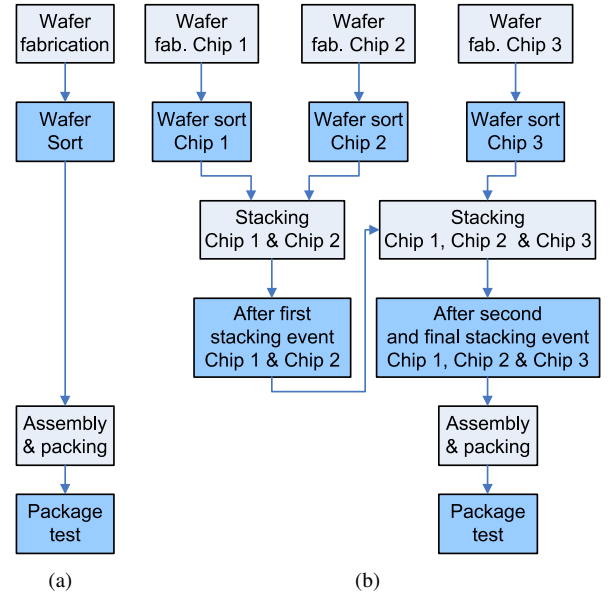 Wafer
fabrication
Wafer
Sort
Assembly
& packing
Package
test
(a)
Wafer
fab. Chip 1
Wafer
fab. Chip 2
Wafer
fab. Chip 3
Wafer sort
Chip 1
Wafer sort
Chip 2
Wafer sort
Chip 3
Stacking
Chip 1 & Chip 2
Stacking
Chip 1, Chip 2 & Chip 3
After first
stacking event
Chip 1 & Chip 2
After second
and final stacking event
Chip 1, Chip 2 & Chip 3
Assembly
& packing
Package
test
(b)